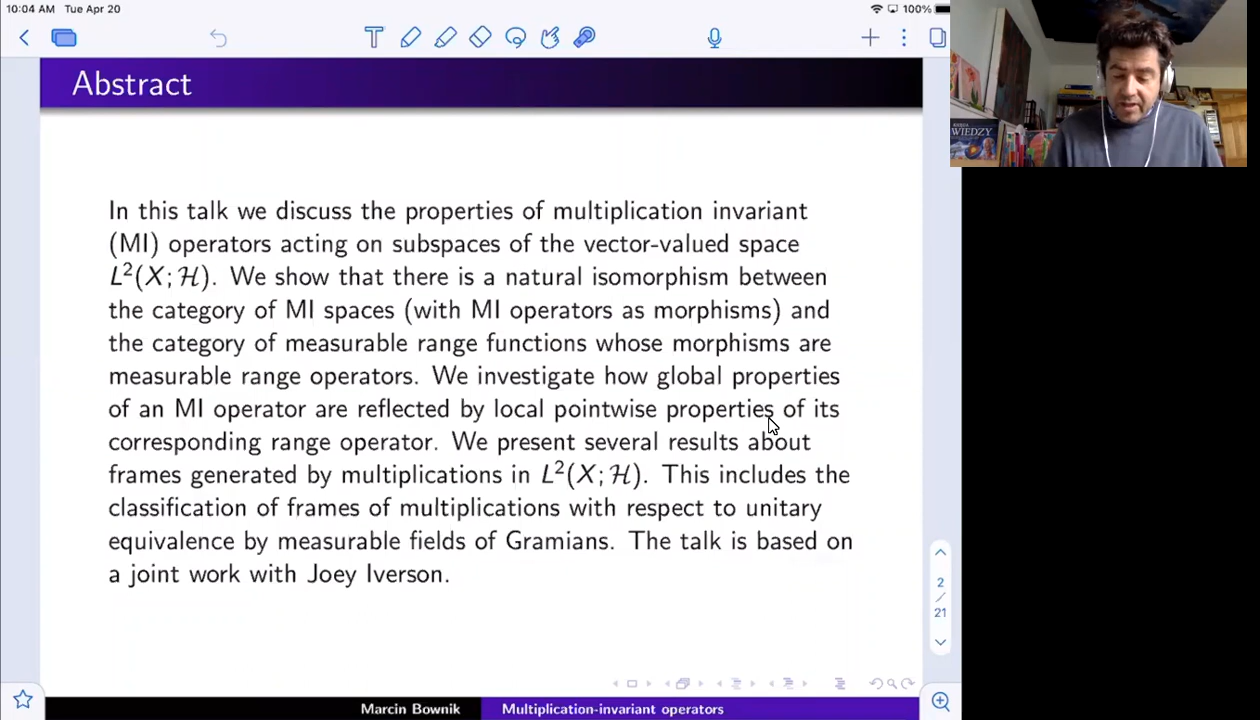 10:04 AM Tue Apr 20
100%
Abstract
WIEDZY
In this talk we discuss the properties of multiplication invariant
(MI) operators acting on subspaces of the vector-valued space
L²(X; ℋ). We show that there is a natural isomorphism between
the category of MI spaces (with MI operators as morphisms) and
the category of measurable range functions whose morphisms are
measurable range operators. We investigate how global properties
of an MI operator are reflected by local pointwise properties of its
corresponding range operator. We present several results about
frames generated by multiplications in L²(X; ℋ). This includes the
classification of frames of multiplications with respect to unitary
equivalence by measurable fields of Gramians. The talk is based on
a joint work with Joey Iverson.
2
/
21
Marcin Bownik Multiplication-invariant operators